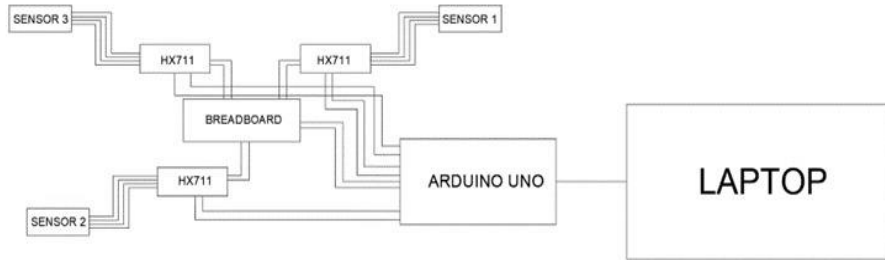 SENSOR 3
SENSOR 1
HX711
HX711
BREADBOARD
HX711
ARDUINO UNO
LAPTOP
SENSOR 2